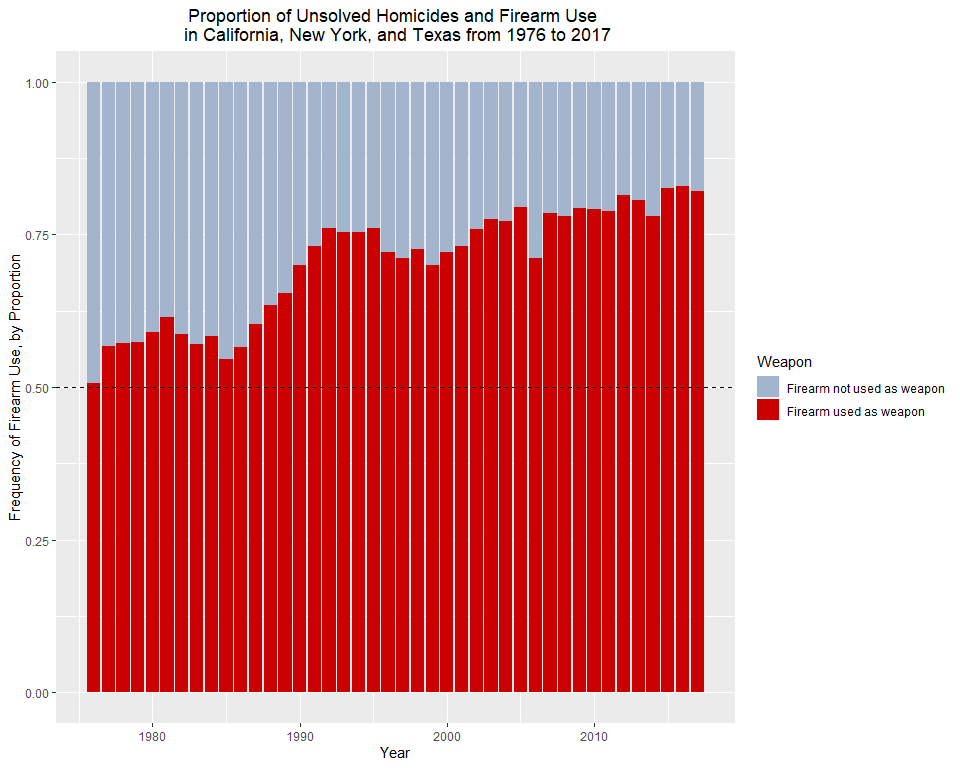 Proportion of Unsolved Homicides and Firearm Use
in California, New York, and Texas from 1976 to 2017
Frequency of Firearm Use, by Proportion
1.00
0.75
0.50
0.25
0.00
1980
1990
2000
2010
Year
Weapon
Firearm not used as weapon
Firearm used as weapon